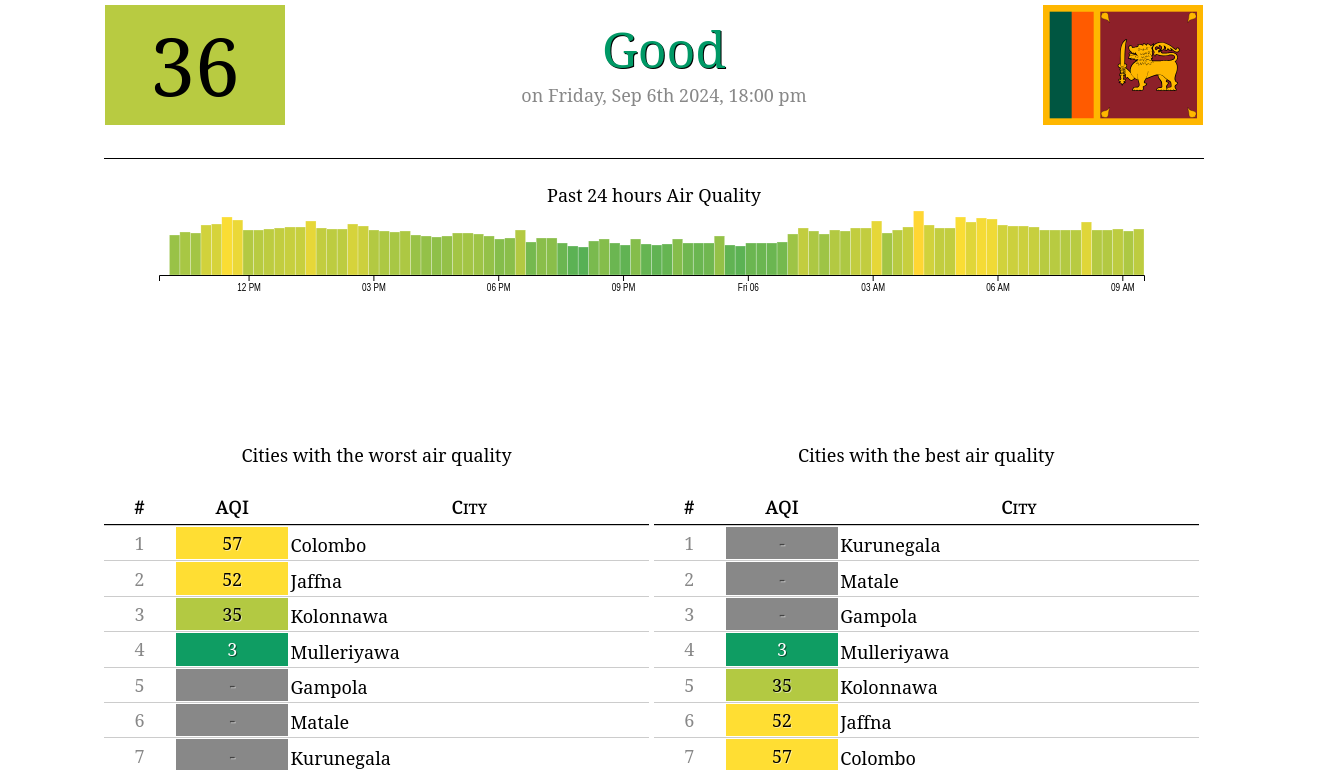 36
Good
on Friday, Sep 6th 2024, 18:00 pm
Past 24 hours Air Quality
12 PM 03 PM 06 PM 09 PM Fri 06 03 AM 06 AM 09 AM
Cities with the worst air quality
# AQI City
1 57 Colombo
2 52 Jaffna
3 35 Kolonnawa
4 3 Mulleriyawa
5 - Gampola
6 - Matale
7 - Kurunegala
Cities with the best air quality
# AQI City
1 - Kurunegala
2 - Matale
3 - Gampola
4 3 Mulleriyawa
5 35 Kolonnawa
6 52 Jaffna
7 57 Colombo